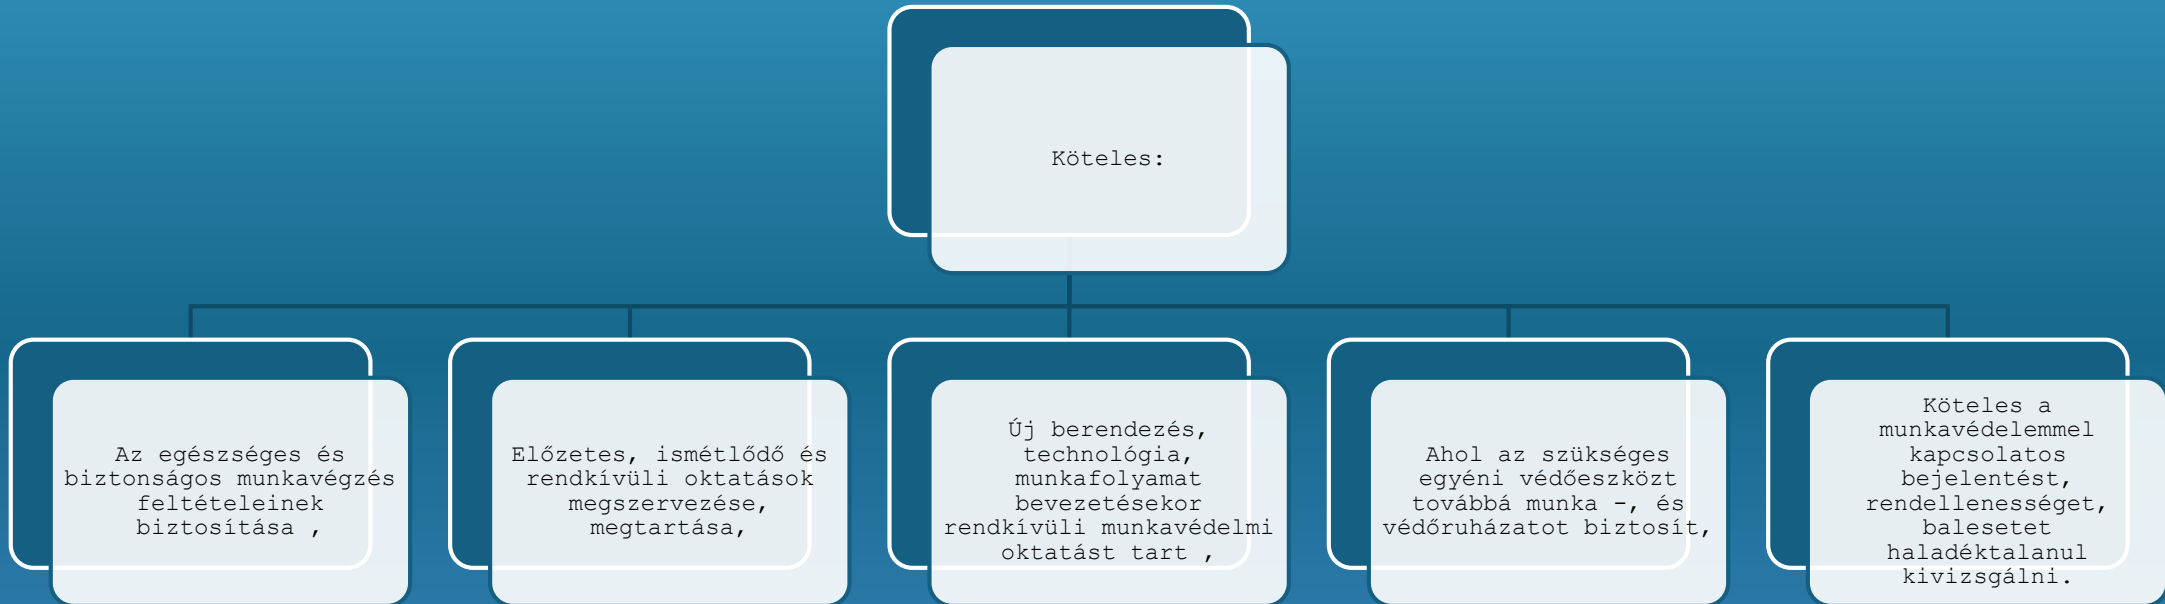 Köteles:
Az egészséges és
biztonságos munkavégzés
feltételeinek
biztosítása ,
Előzetes, ismétlődő és
rendkívüli oktatások
megszervezése,
megtartása,
Új berendezés,
technológia,
munkafolyamat
bevezetésekor
rendkívüli munkavédelmi
oktatást tart ,
Ahol az szükséges
egyéni védőeszközt
továbbá munka -, és
védőruházatot biztosít,
Köteles a
munkavédelemmel
kapcsolatos
bejelentést,
rendellenességet,
balesetet
haladéktalanul
kivizsgálni.